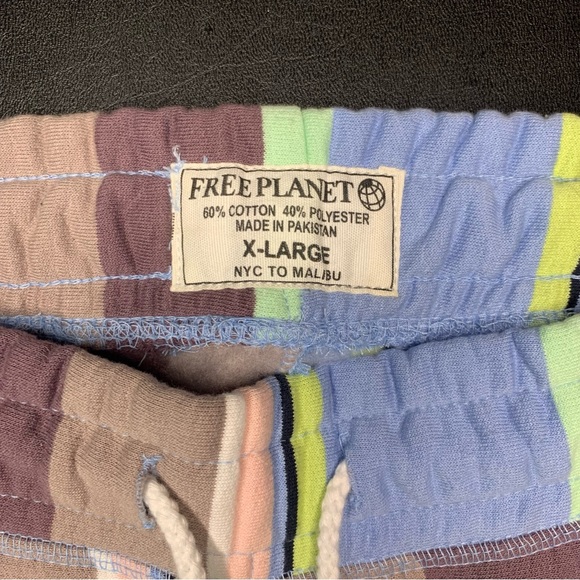 FREE PLANET
60% COTTON 40% POLYESTER
MADE IN PAKISTAN
X-LARGE
NYC TO MALIBU